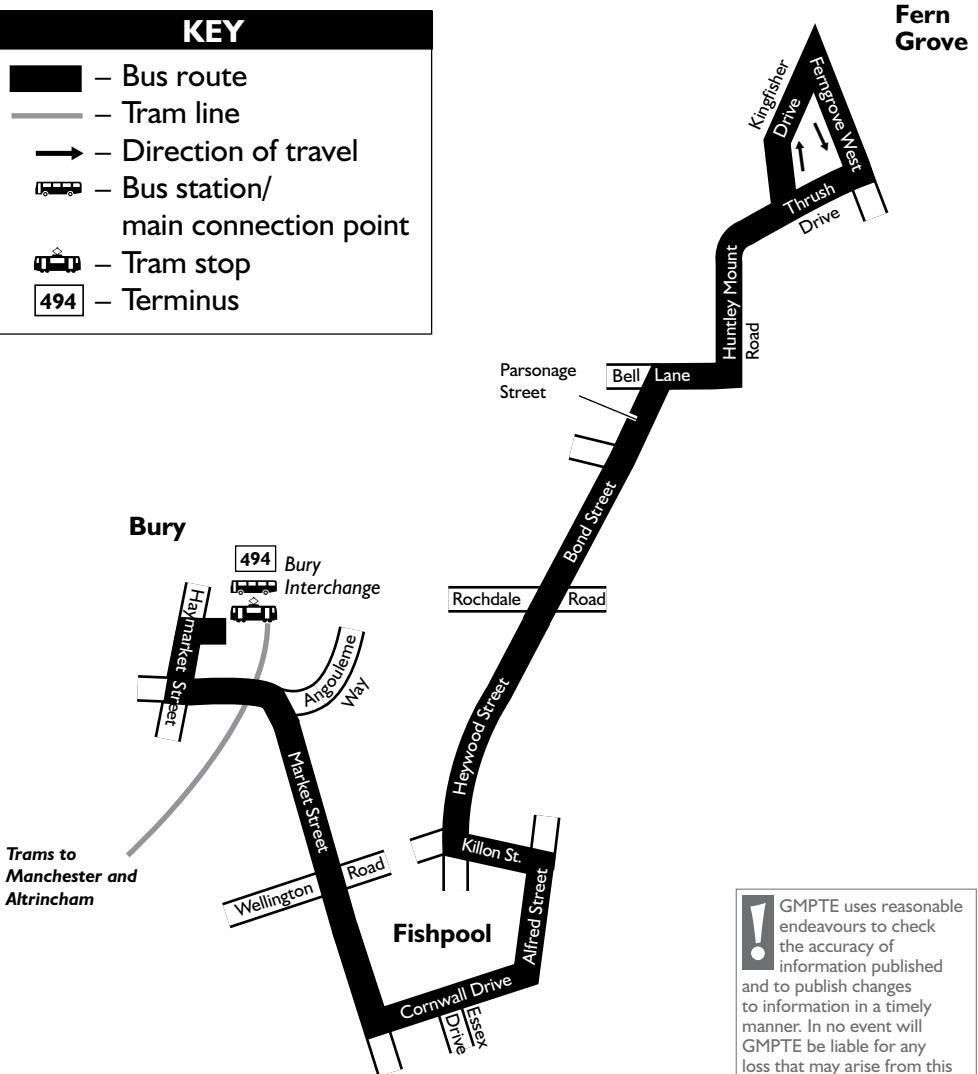 KEY
– Bus route
– Tram line
– Direction of travel
– Bus station/
main connection point
– Tram stop
494 – Terminus
Fern
Grove
Kingfisher
Drive
Ferngrove West
Thrush
Drive
Huntley Mount
Road
Parsonage
Street
Bell Lane
Bond Street
Bury
494 Bury
Interchange
Rochdale Road
Haymarket Street
Angouleme
Way
Heywood Street
Market Street
Trams to
Manchester and
Altrincham
Killon St.
Wellington Road
Alfred Street
Fishpool
Cornwall Drive
Essex
Drive
! GMPTE uses reasonable
endeavours to check
the accuracy of
information published
and to publish changes
to information in a timely
manner. In no event will
GMPTE be liable for any
loss that may arise from this